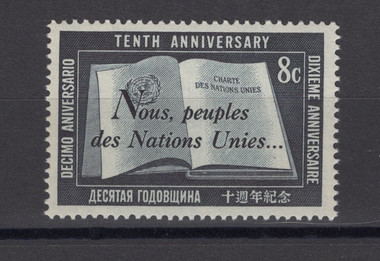 TENTH ANNIVERSARY
8c
DECIMO ANIVERSARIO
CHARTE
DES NATIONS UNIES
Nous, peuples
des Nations Unies...
DIXIEME ANNIVERSAIRE
ДЕСЯТАЯ ГОДОВЩИНА
十週年紀念